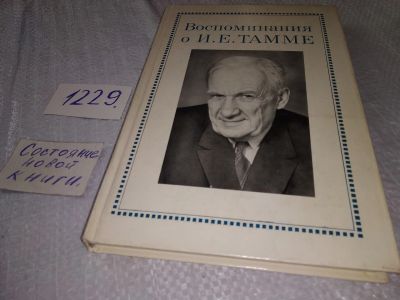 Воспоминания
о И.Е.ТАММЕ
1229.
Состояние
новой
книги.